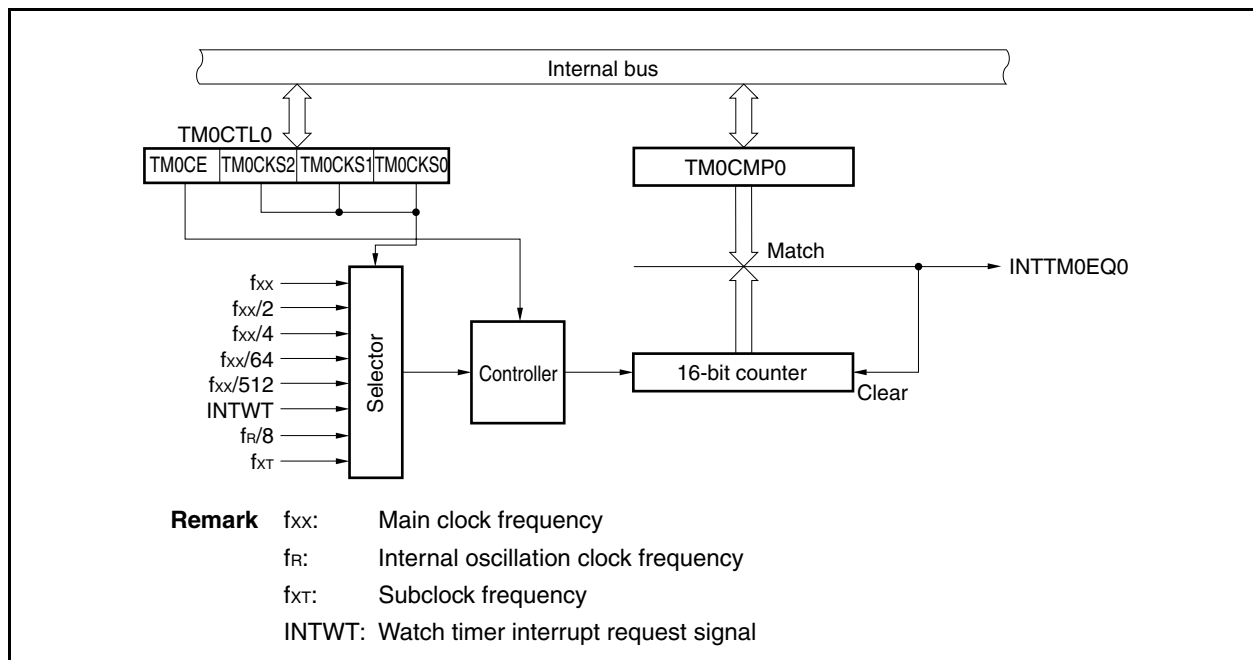 Internal bus
TM0CTL0
TM0CE TM0CKS2 TM0CKS1 TM0CKS0
TM0CMP0
Match
INTTM0EQ0
fXX
fXX/2
fXX/4
fXX/64
fXX/512
INTWT
fR/8
fXT
Selector
Controller
16-bit counter
Clear
Remark fXX: Main clock frequency
fR: Internal oscillation clock frequency
fXT: Subclock frequency
INTWT: Watch timer interrupt request signal